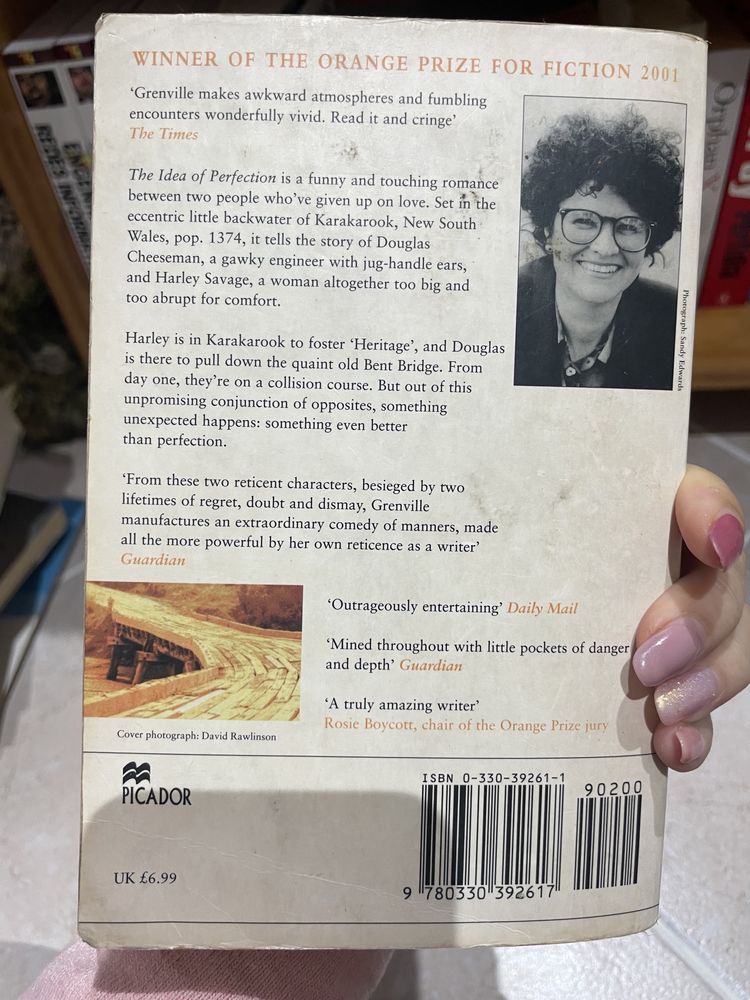 WINNER OF THE ORANGE PRIZE FOR FICTION 2001
‘Grenville makes awkward atmospheres and fumbling
encounters wonderfully vivid. Read it and cringe’
The Times
The Idea of Perfection is a funny and touching romance
between two people who’ve given up on love. Set in the
eccentric little backwater of Karakarook, New South
Wales, pop. 1374, it tells the story of Douglas
Cheeseman, a gawky engineer with jug-handle ears,
and Harley Savage, a woman altogether too big and
too abrupt for comfort.
Harley is in Karakarook to foster ‘Heritage’, and Douglas
is there to pull down the quaint old Bent Bridge. From
day one, they’re on a collision course. But out of this
unpromising conjunction of opposites, something
unexpected happens: something even better
than perfection.
‘From these two reticent characters, besieged by two
lifetimes of regret, doubt and dismay, Grenville
manufactures an extraordinary comedy of manners, made
all the more powerful by her own reticence as a writer’
Guardian
Photograph: Sandy Edwards
‘Outrageously entertaining’ Daily Mail
‘Mined throughout with little pockets of danger
and depth’ Guardian
‘A truly amazing writer’
Rosie Boycott, chair of the Orange Prize jury
Cover photograph: David Rawlinson
PICADOR
UK £6.99
ISBN 0-330-39261-1
90200
9 780330 392617